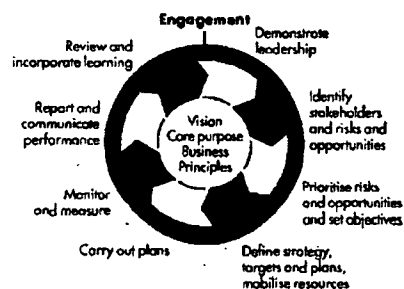 Engagement
Demonstrate
leadership
Identify
stakeholders
and risks and
opportunities
Prioritise risks
and opportunities
and set objectives
Define strategy,
targets and plans,
mobilise resources
Carry out plans
Monitor
and measure
Report and
communicate
performance
Review and
incorporate learning
Vision
Core purpose
Business
Principles